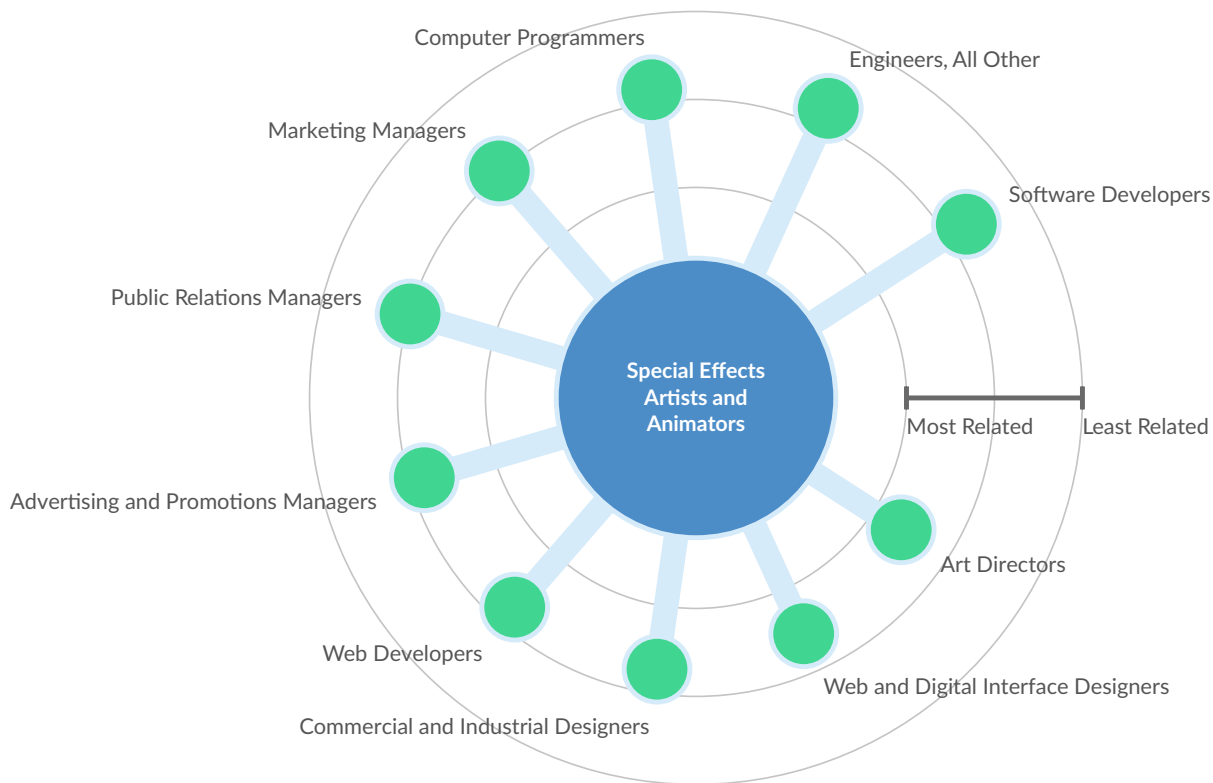 Computer Programmers
Engineers, All Other
Marketing Managers
Software Developers
Public Relations Managers
Special Effects
Artists and
Animators
Most Related
Least Related
Advertising and Promotions Managers
Art Directors
Web Developers
Web and Digital Interface Designers
Commercial and Industrial Designers